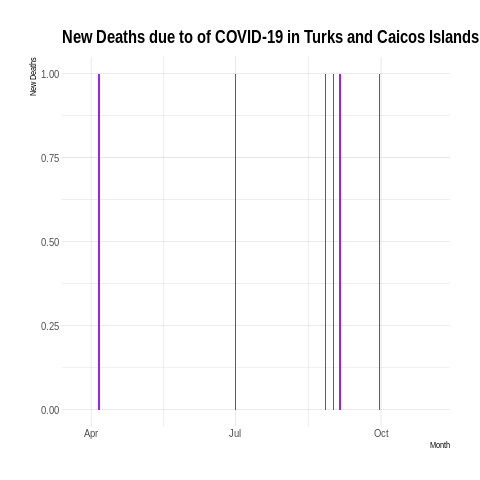 New Deaths due to of COVID-19 in Turks and Caicos Islands
New Deaths
1.00
0.75
0.50
0.25
0.00
Apr
Jul
Oct
Month